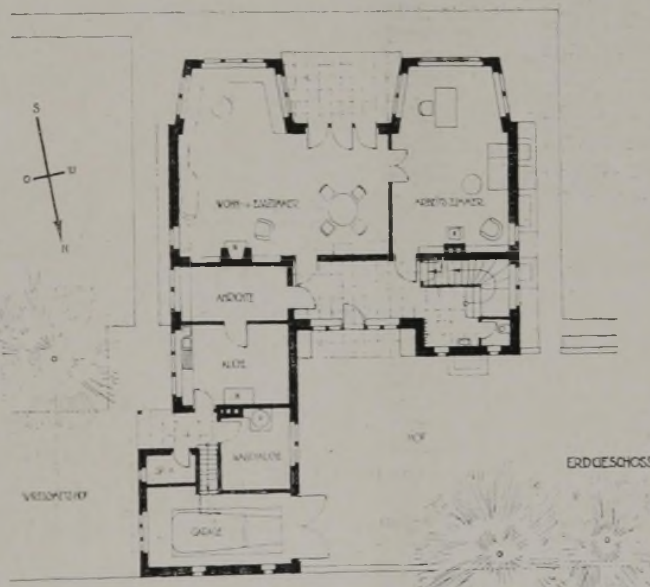 S
O W
N
WOHN- U. ESSZIMMER
ARBEITSZIMMER
ANRICHTE
KÜCHE
WASCHKÜCHE
HOF
ERDGESCHOSS
WIRTSCHAFTSHOF
GARAGE